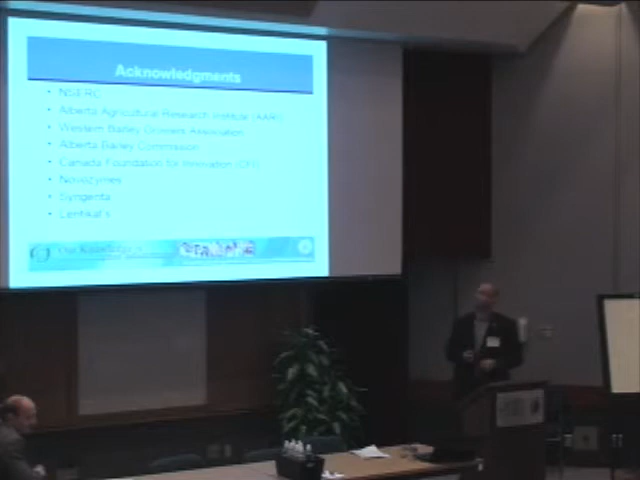 Acknowledgments
• NSERC
• Alberta Agricultural Research Institute (AARI)
• Western Barley Growers Association
• Alberta Barley Commission
• Canada Foundation for Innovation (CFI)
• Novozymes
• Syngenta